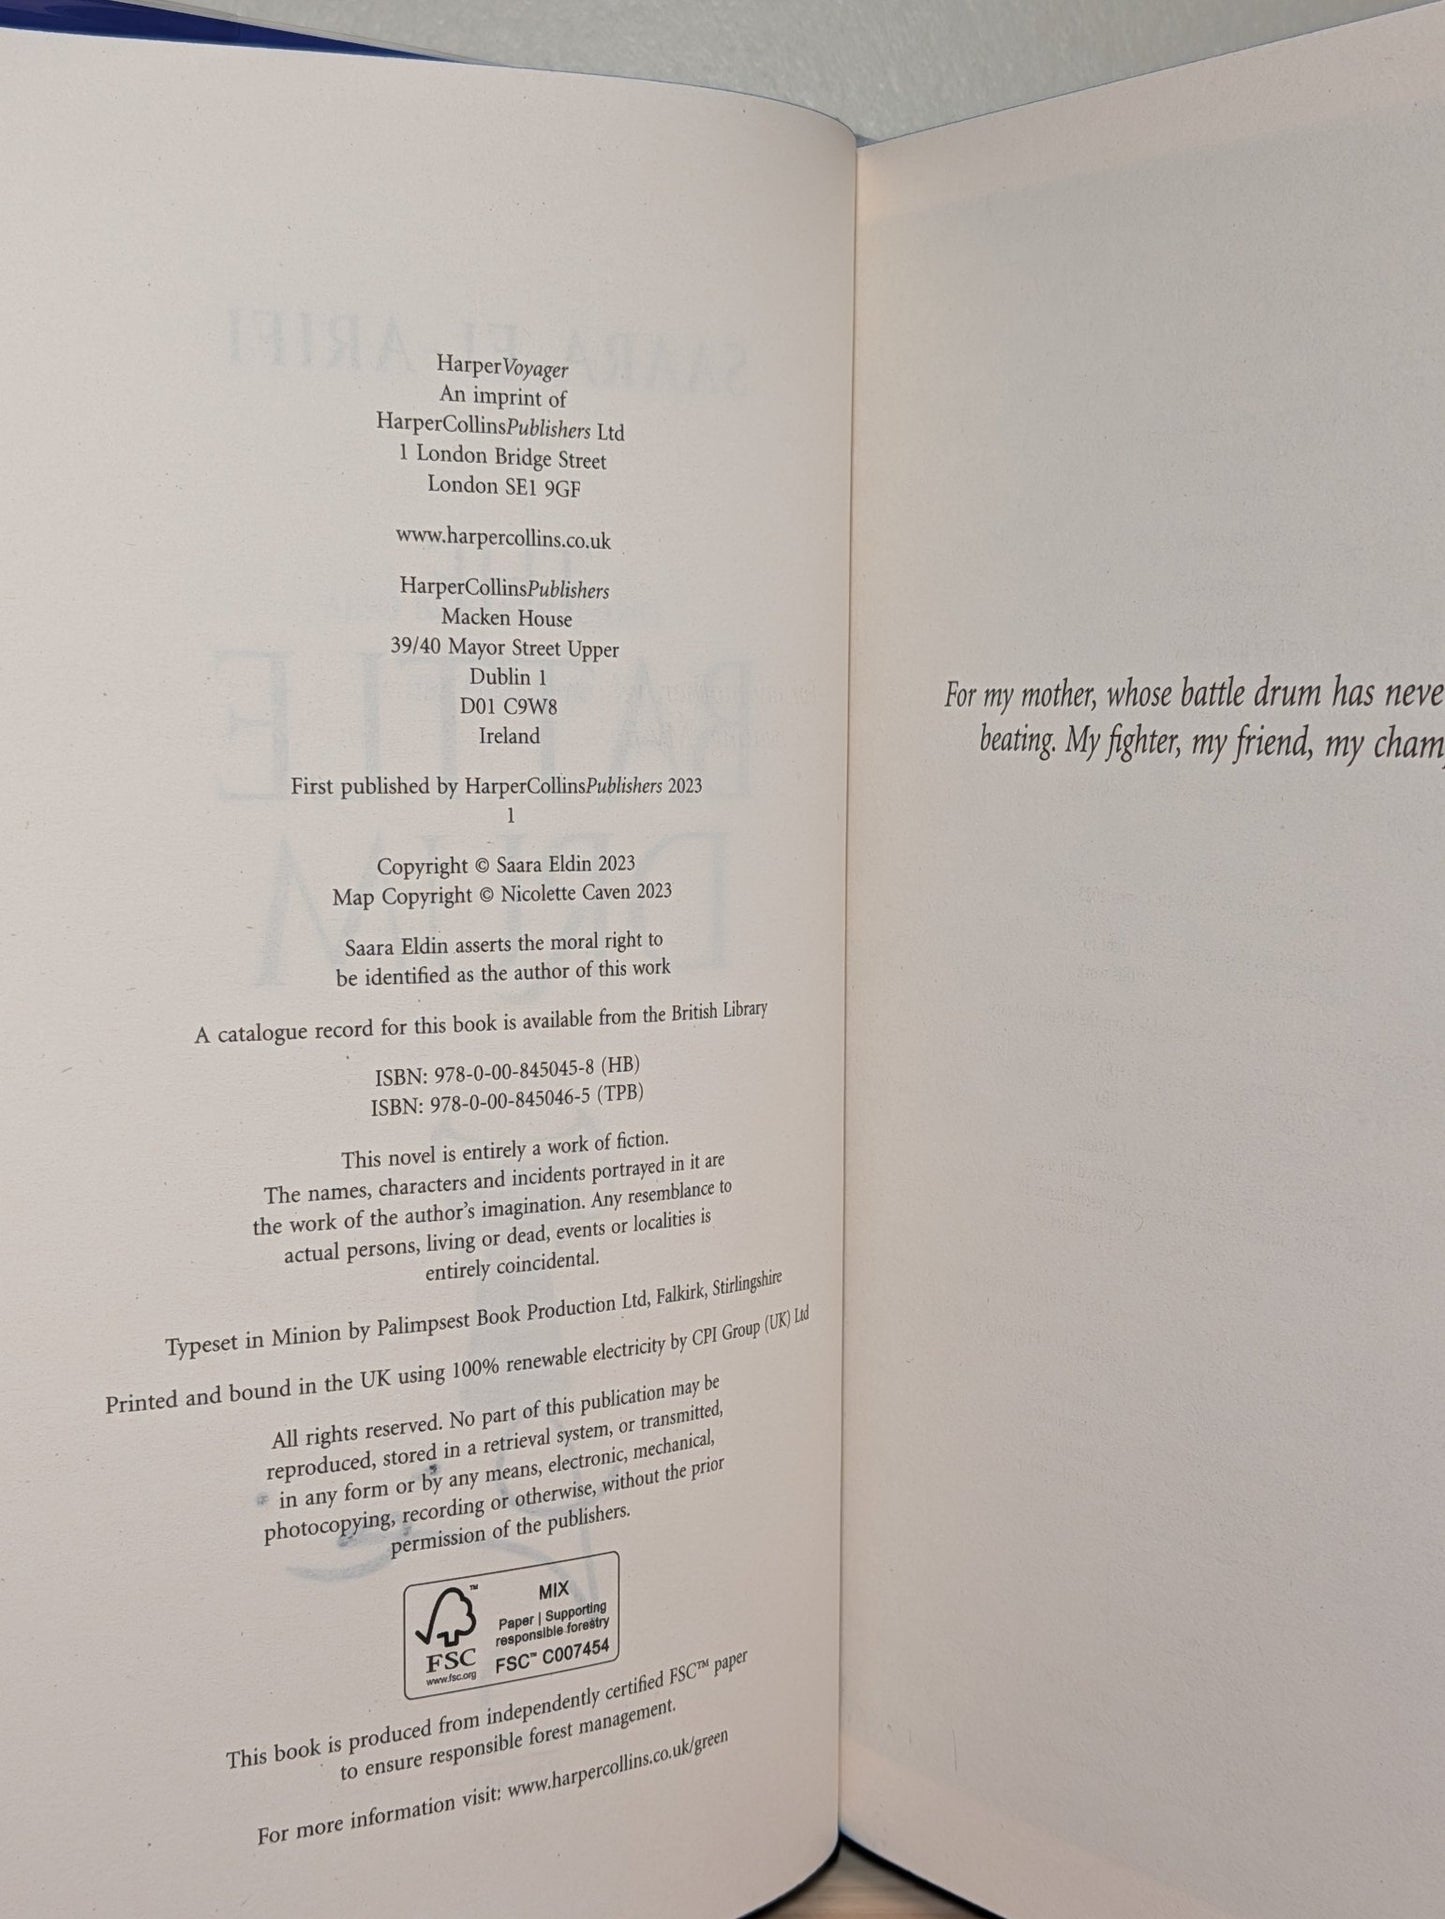 HarperVoyager
An imprint of
HarperCollinsPublishers Ltd
1 London Bridge Street
London SE1 9GF
www.harpercollins.co.uk
HarperCollinsPublishers
Macken House
39/40 Mayor Street Upper
Dublin 1
D01 C9W8
Ireland
First published by HarperCollinsPublishers 2023
1
Copyright © Saara Eldin 2023
Map Copyright © Nicolette Caven 2023
Saara Eldin asserts the moral right to
be identified as the author of this work
A catalogue record for this book is available from the British Library
ISBN: 978-0-00-845045-8 (HB)
ISBN: 978-0-00-845046-5 (TPB)
This novel is entirely a work of fiction.
The names, characters and incidents portrayed in it are
the work of the author's imagination. Any resemblance to
actual persons, living or dead, events or localities is
entirely coincidental.
Typeset in Minion by Palimpsest Book Production Ltd, Falkirk, Stirlingshire
Printed and bound in the UK using 100% renewable electricity by CPI Group (UK) Ltd
All rights reserved. No part of this publication may be
reproduced, stored in a retrieval system, or transmitted,
in any form or by any means, electronic, mechanical,
photocopying, recording or otherwise, without the prior
permission of the publishers.
FSC
www.fsc.org
MIX
Paper | Supporting
responsible forestry
FSC™ C007454
This book is produced from independently certified FSC™ paper
to ensure responsible forest management.
For more information visit: www.harpercollins.co.uk/green
For my mother, whose battle drum has neve
beating. My fighter, my friend, my cham